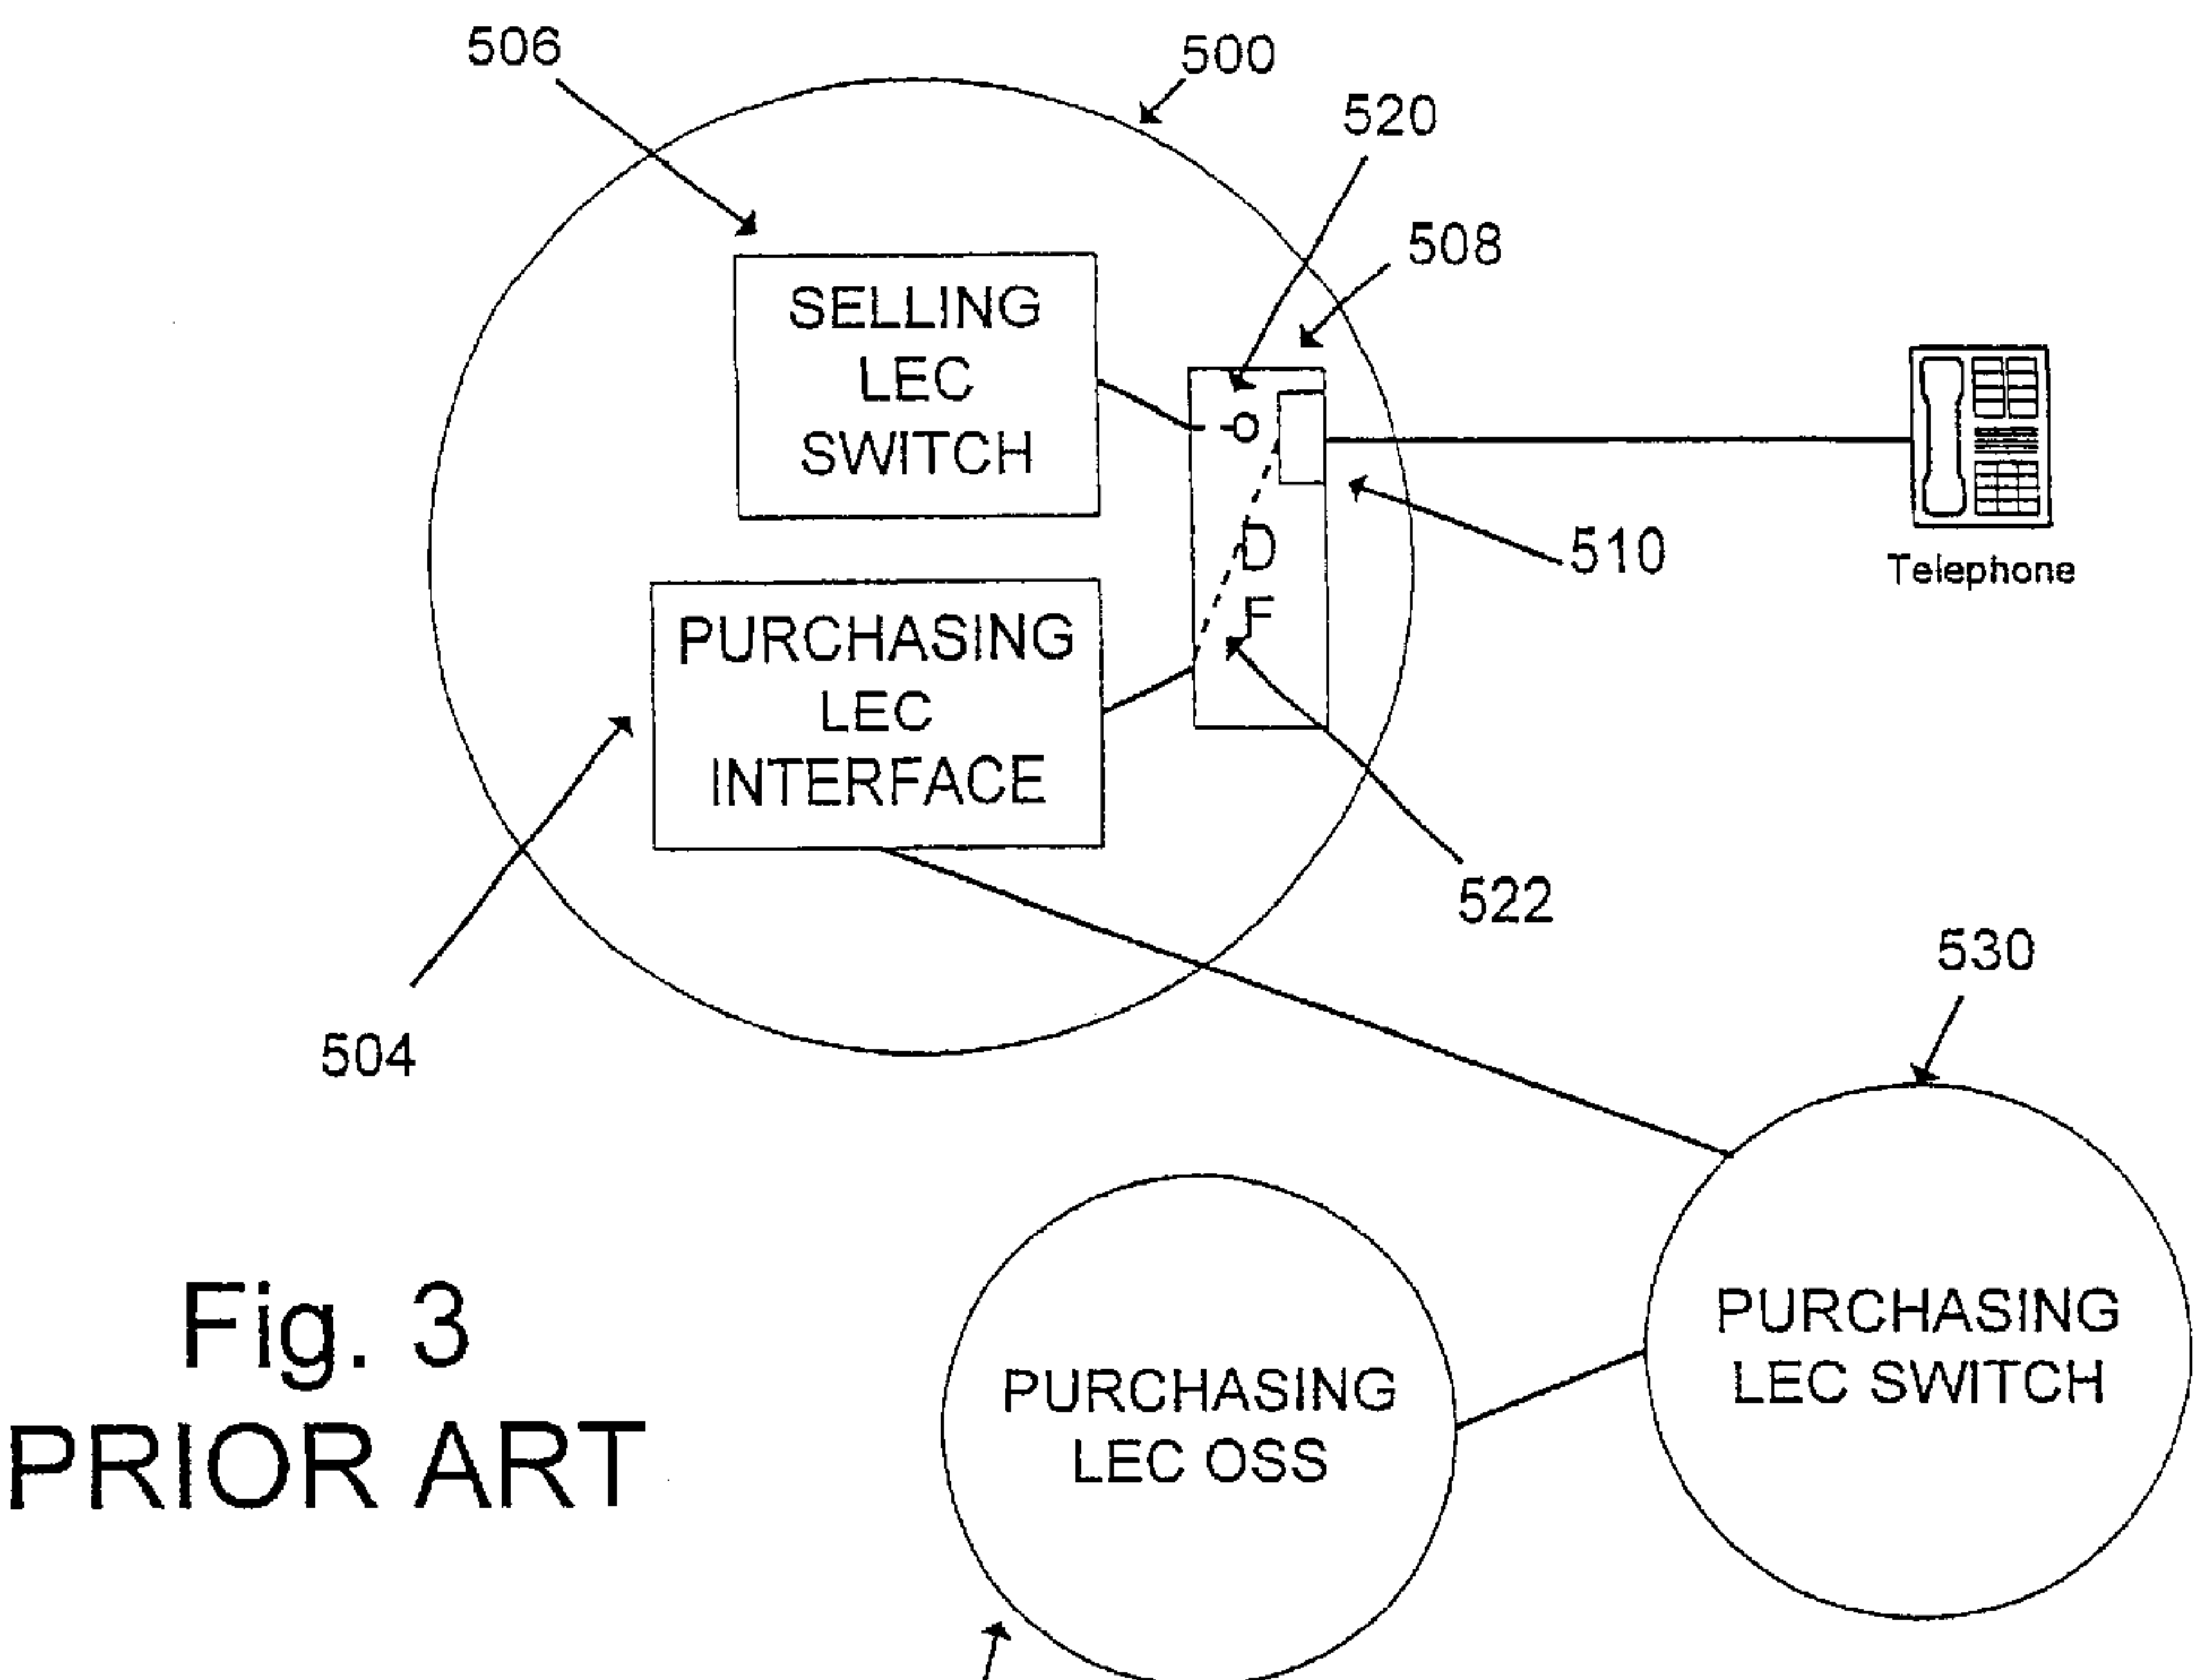 506
500
520
508
SELLING
LEC
SWITCH
510
Telephone
D
F
PURCHASING
LEC
INTERFACE
522
504
530
PURCHASING
LEC SWITCH
PURCHASING
LEC OSS
Fig. 3
PRIOR ART